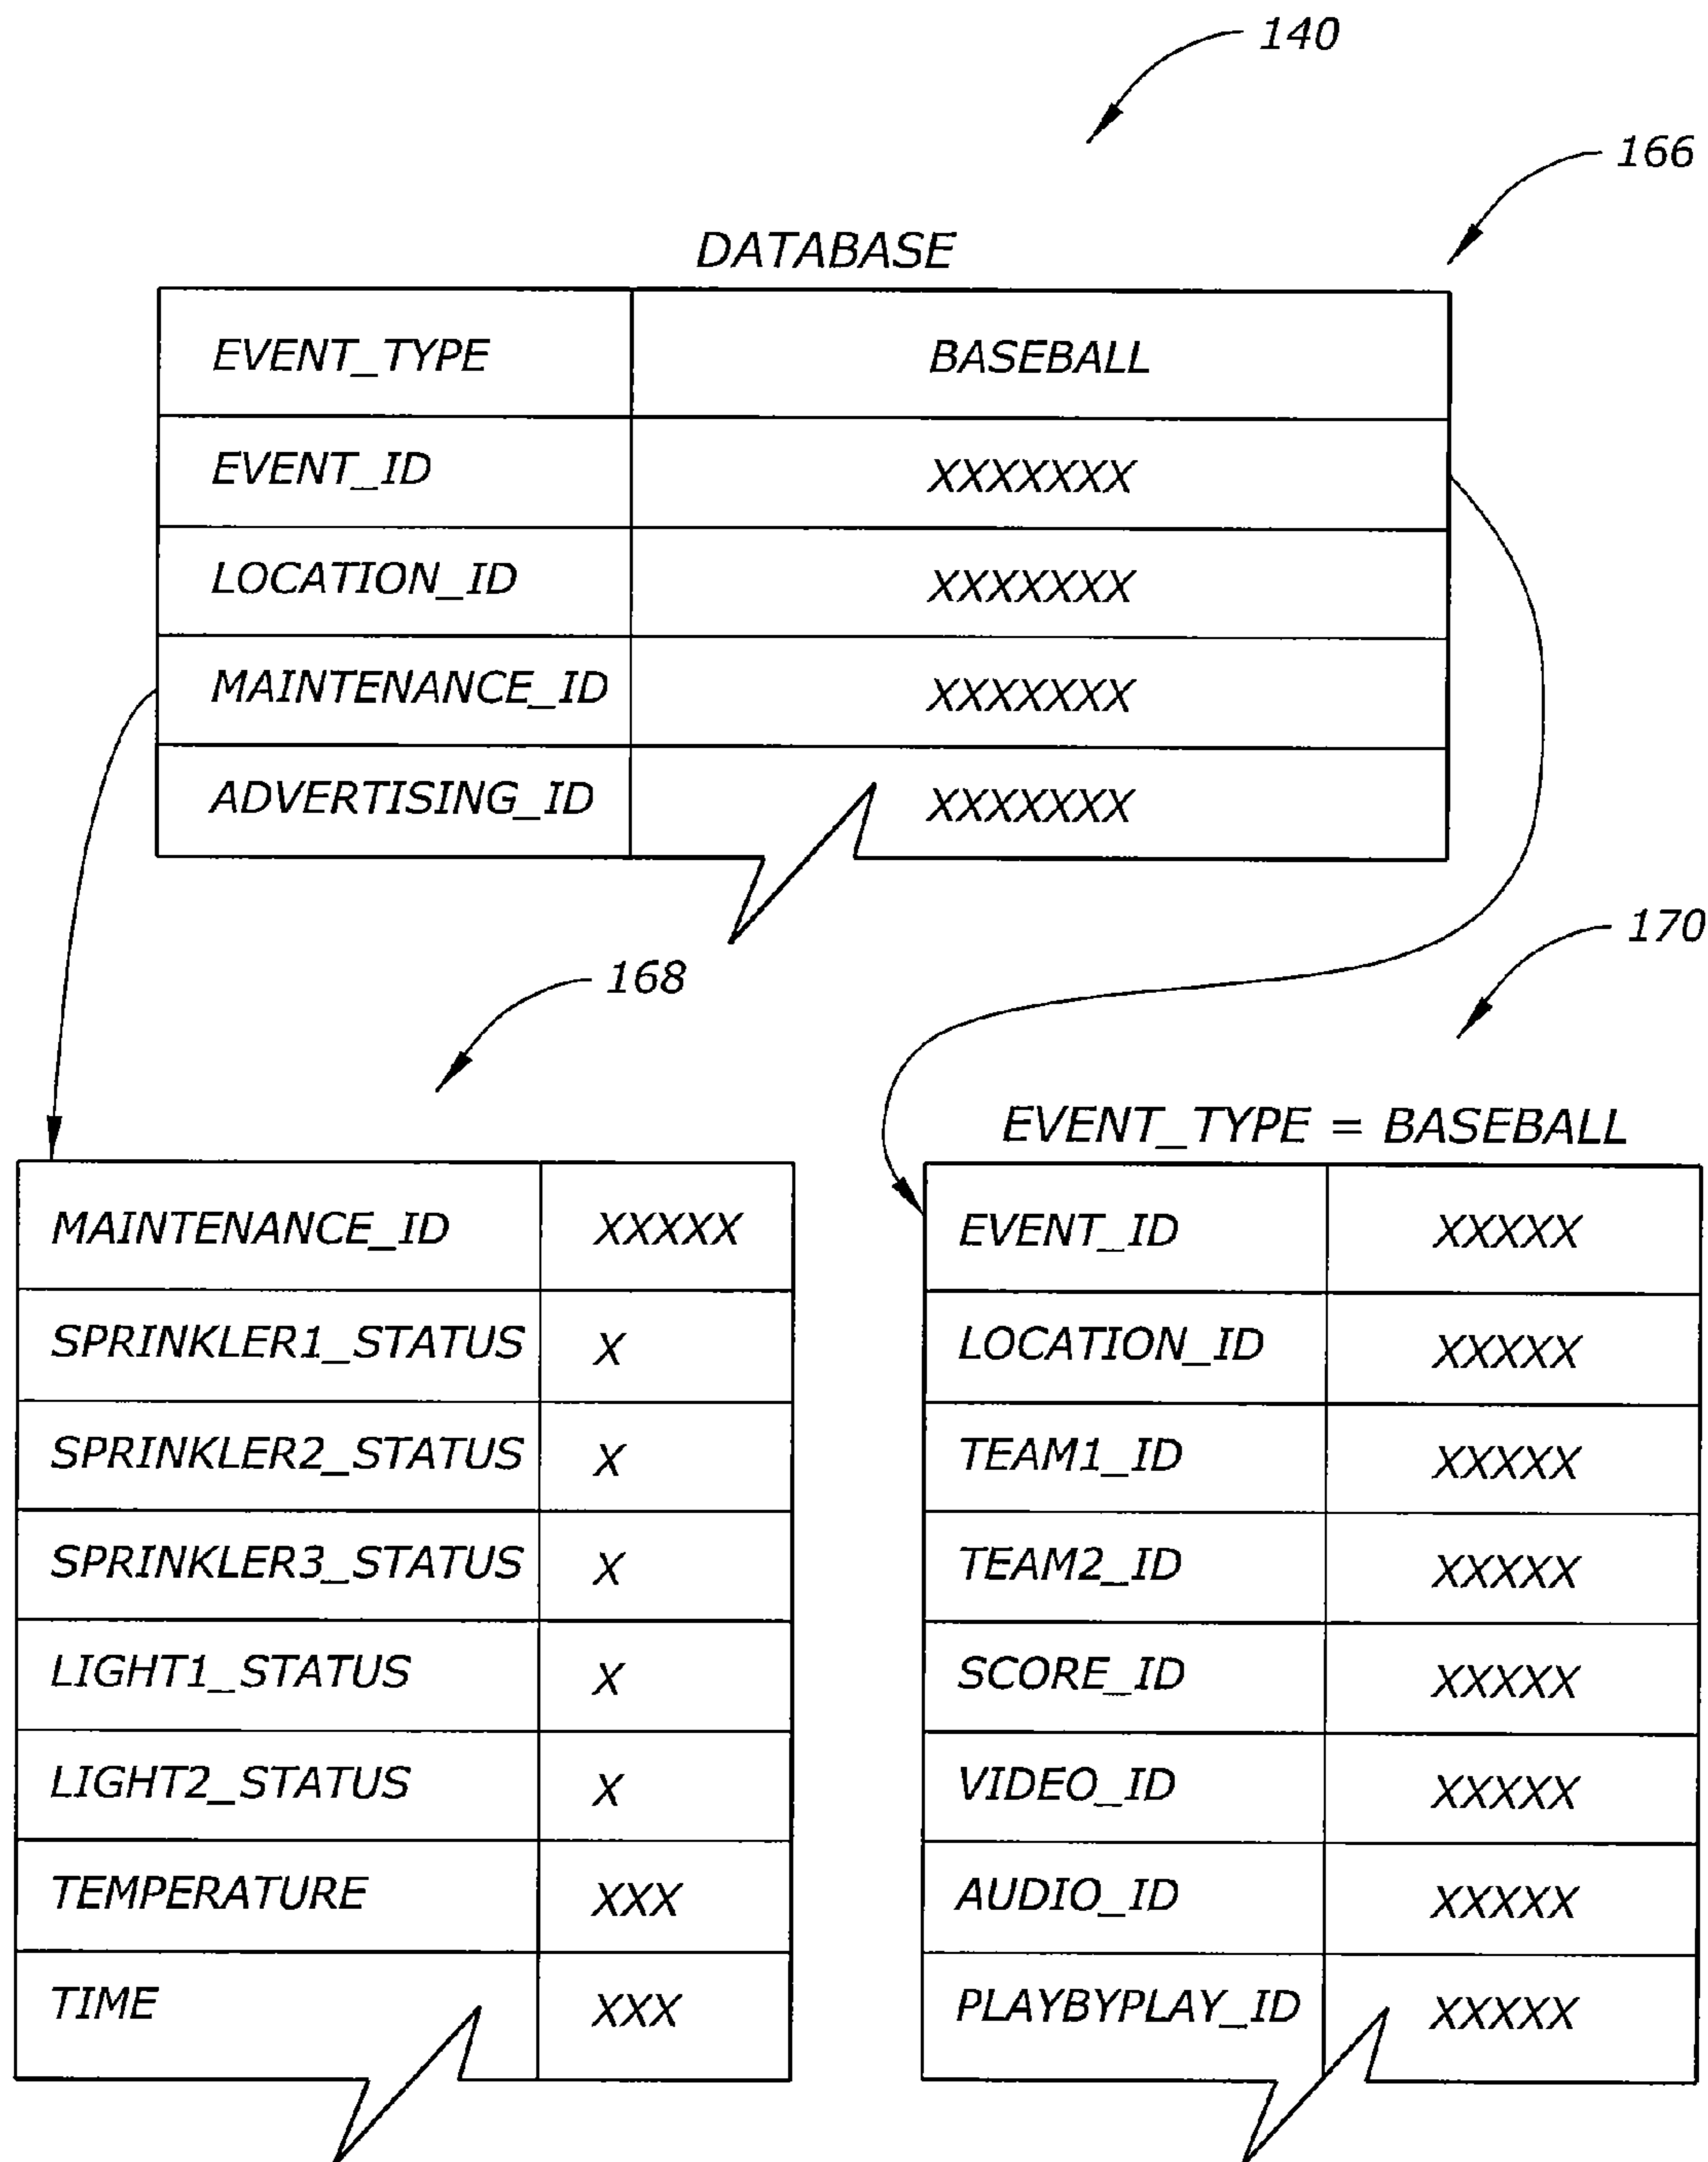 140
166
DATABASE
EVENT_TYPE BASEBALL
EVENT_ID XXXXXXX
LOCATION_ID XXXXXXX
MAINTENANCE_ID XXXXXXX
ADVERTISING_ID XXXXXXX
168
170
MAINTENANCE_ID XXXXX
SPRINKLER1_STATUS X
SPRINKLER2_STATUS X
SPRINKLER3_STATUS X
LIGHT1_STATUS X
LIGHT2_STATUS X
TEMPERATURE XXX
TIME XXX
EVENT_TYPE = BASEBALL
EVENT_ID XXXXX
LOCATION_ID XXXXX
TEAM1_ID XXXXX
TEAM2_ID XXXXX
SCORE_ID XXXXX
VIDEO_ID XXXXX
AUDIO_ID XXXXX
PLAYBYPLAY_ID XXXXX